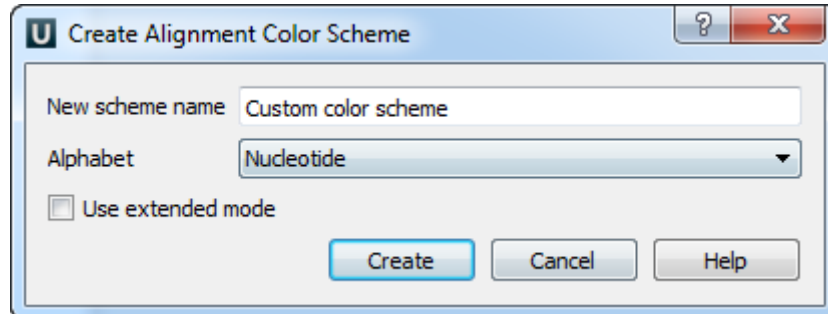 U Create Alignment Color Scheme ?
New scheme name Custom color scheme
Alphabet Nucleotide
Use extended mode
Create Cancel Help